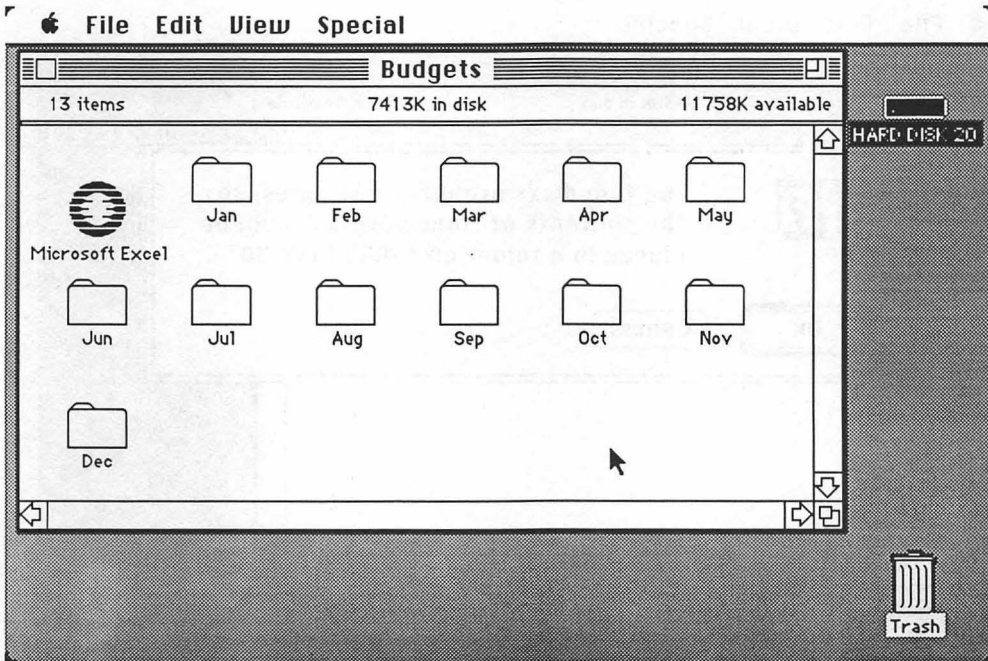 File Edit View Special
Budgets
13 items 7413K in disk 11758K available
HARD DISK 20
Jan Feb Mar Apr May
Microsoft Excel
Jun Jul Aug Sep Oct Nov
Dec
Trash